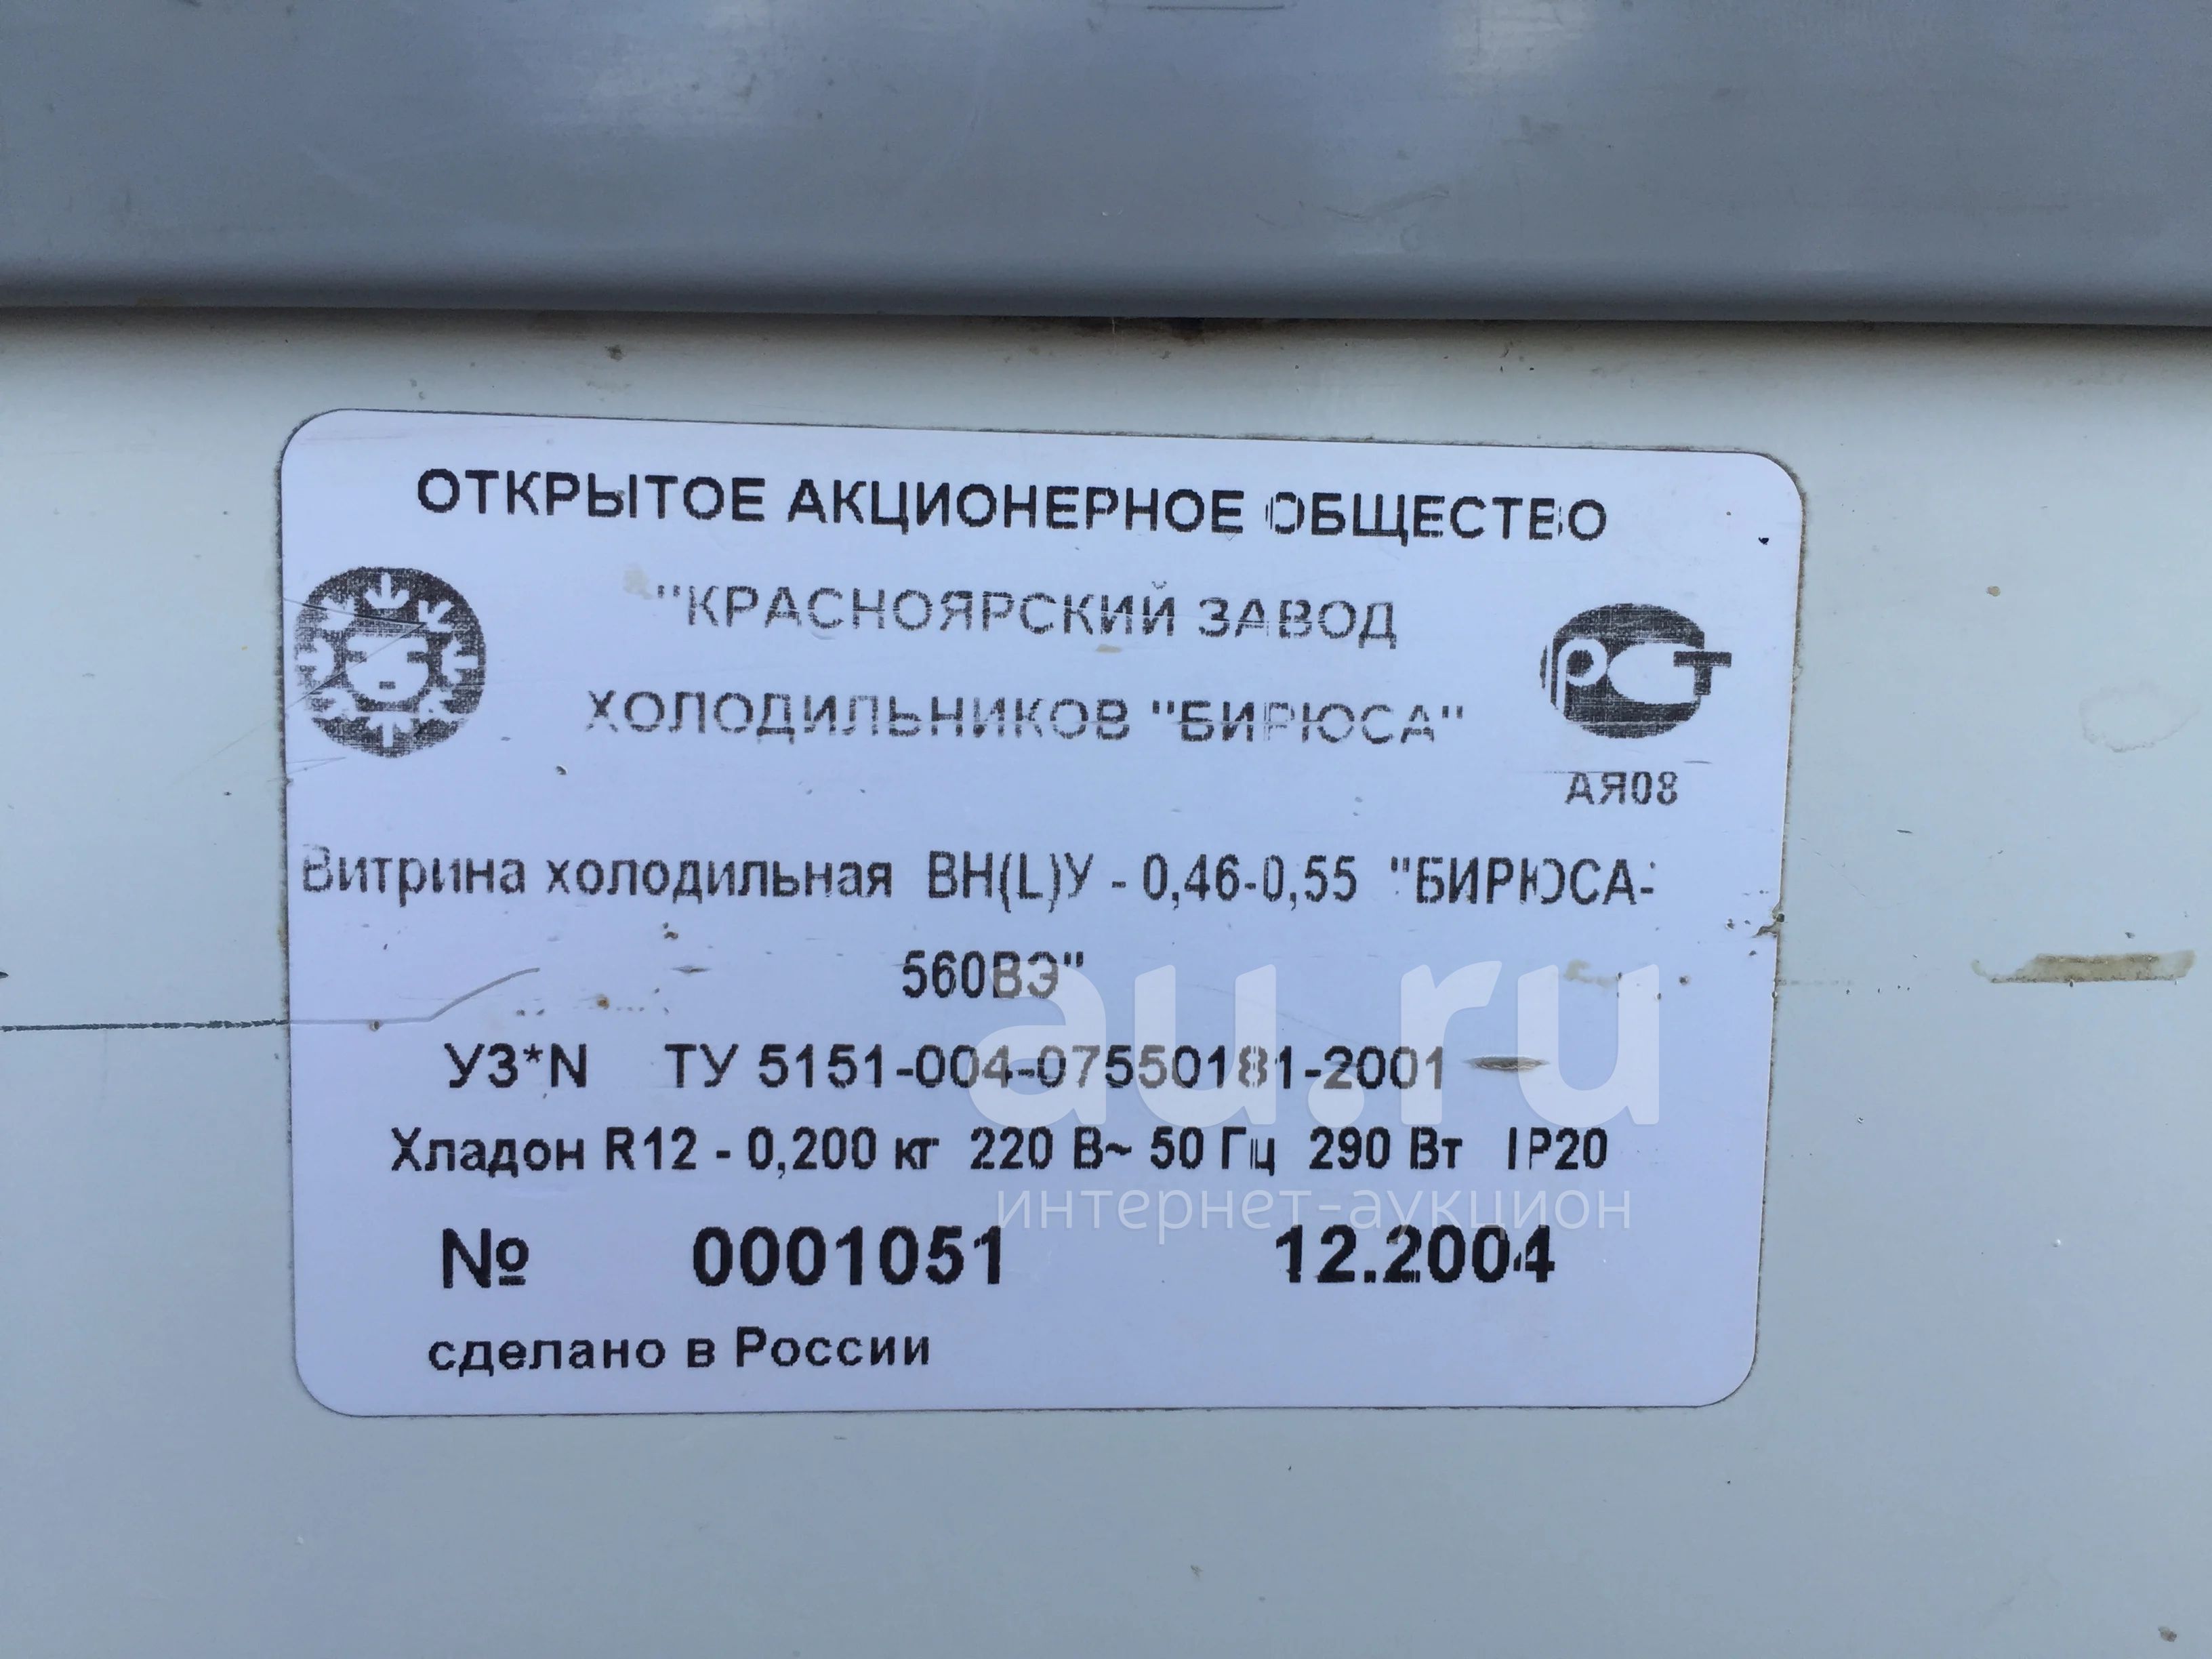 ОТКРЫТОЕ АКЦИОНЕРНОЕ ОБЩЕСТВО
"КРАСНОЯРСКИЙ ЗАВОД
ХОЛОДИЛЬНИКОВ "БИРЮСА"
РСТ
АЯ08
Витрина холодильная ВН(L)У - 0,46-0,55 "БИРЮСА-
560ВЭ"
У3*N ТУ 5151-004-07550181-2001
Хладон R12 - 0,200 кг 220 В~ 50 Гц 290 Вт IP20
№ 0001051 12.2004
сделано в России
au.ru
интернет-аукцион